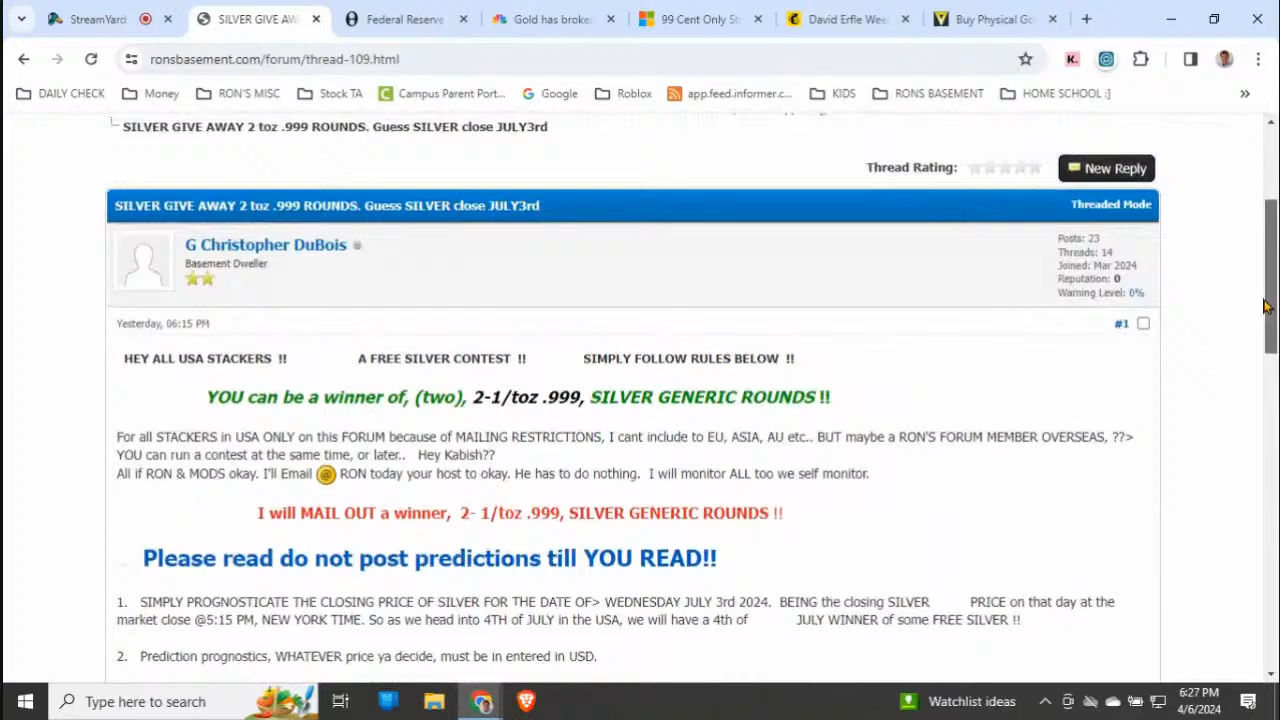 StreamYard
SILVER GIVE AW
Federal Reserve
Gold has broke
99 Cent Only St
David Erfle Wee
Buy Physical Go
ronsbasement.com/forum/thread-109.html
K.
DAILY CHECK
Money
RON'S MISC
Stock TA
Campus Parent Port...
Google
Roblox
app.feed.informer.c...
KIDS
RONS BASEMENT
HOME SCHOOL :]
»
SILVER GIVE AWAY 2 toz .999 ROUNDS. Guess SILVER close JULY3rd
Thread Rating:
New Reply
SILVER GIVE AWAY 2 toz .999 ROUNDS. Guess SILVER close JULY3rd
Threaded Mode
G Christopher DuBois
Basement Dweller
Posts: 23
Threads: 14
Joined: Mar 2024
Reputation: 0
Warning Level: 0%
Yesterday, 06:15 PM
#1
HEY ALL USA STACKERS !! A FREE SILVER CONTEST !! SIMPLY FOLLOW RULES BELOW !!
YOU can be a winner of, (two), 2-1/toz .999, SILVER GENERIC ROUNDS !!
For all STACKERS in USA ONLY on this FORUM because of MAILING RESTRICTIONS, I cant include to EU, ASIA, AU etc.. BUT maybe a RON'S FORUM MEMBER OVERSEAS, ??>
YOU can run a contest at the same time, or later.. Hey Kabish??
All if RON & MODS okay. I'll Email @ RON today your host to okay. He has to do nothing. I will monitor ALL too we self monitor.
I will MAIL OUT a winner, 2- 1/toz .999, SILVER GENERIC ROUNDS !!
Please read do not post predictions till YOU READ!!
1. SIMPLY PROGNOSTICATE THE CLOSING PRICE OF SILVER FOR THE DATE OF> WEDNESDAY JULY 3rd 2024. BEING the closing SILVER PRICE on that day at the
market close @5:15 PM, NEW YORK TIME. So as we head into 4TH of JULY in the USA, we will have a 4th of JULY WINNER of some FREE SILVER !!
2. Prediction prognostics, WHATEVER price ya decide, must be in entered in USD.
Type here to search
Watchlist ideas
6:27 PM
4/6/2024